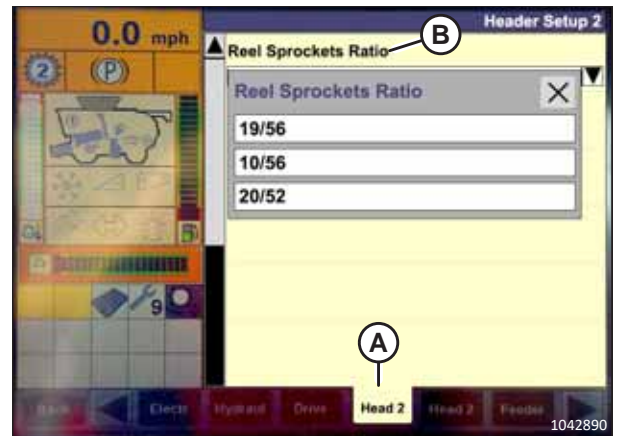 Header Setup 2
0.0 mph
B
Reel Sprockets Ratio
2
(P)
Reel Sprockets Ratio
19/56
10/56
20/52
9
A
Back
Electr
Hydraul
Drive
Head 2
Head 2
Feeder
1042890